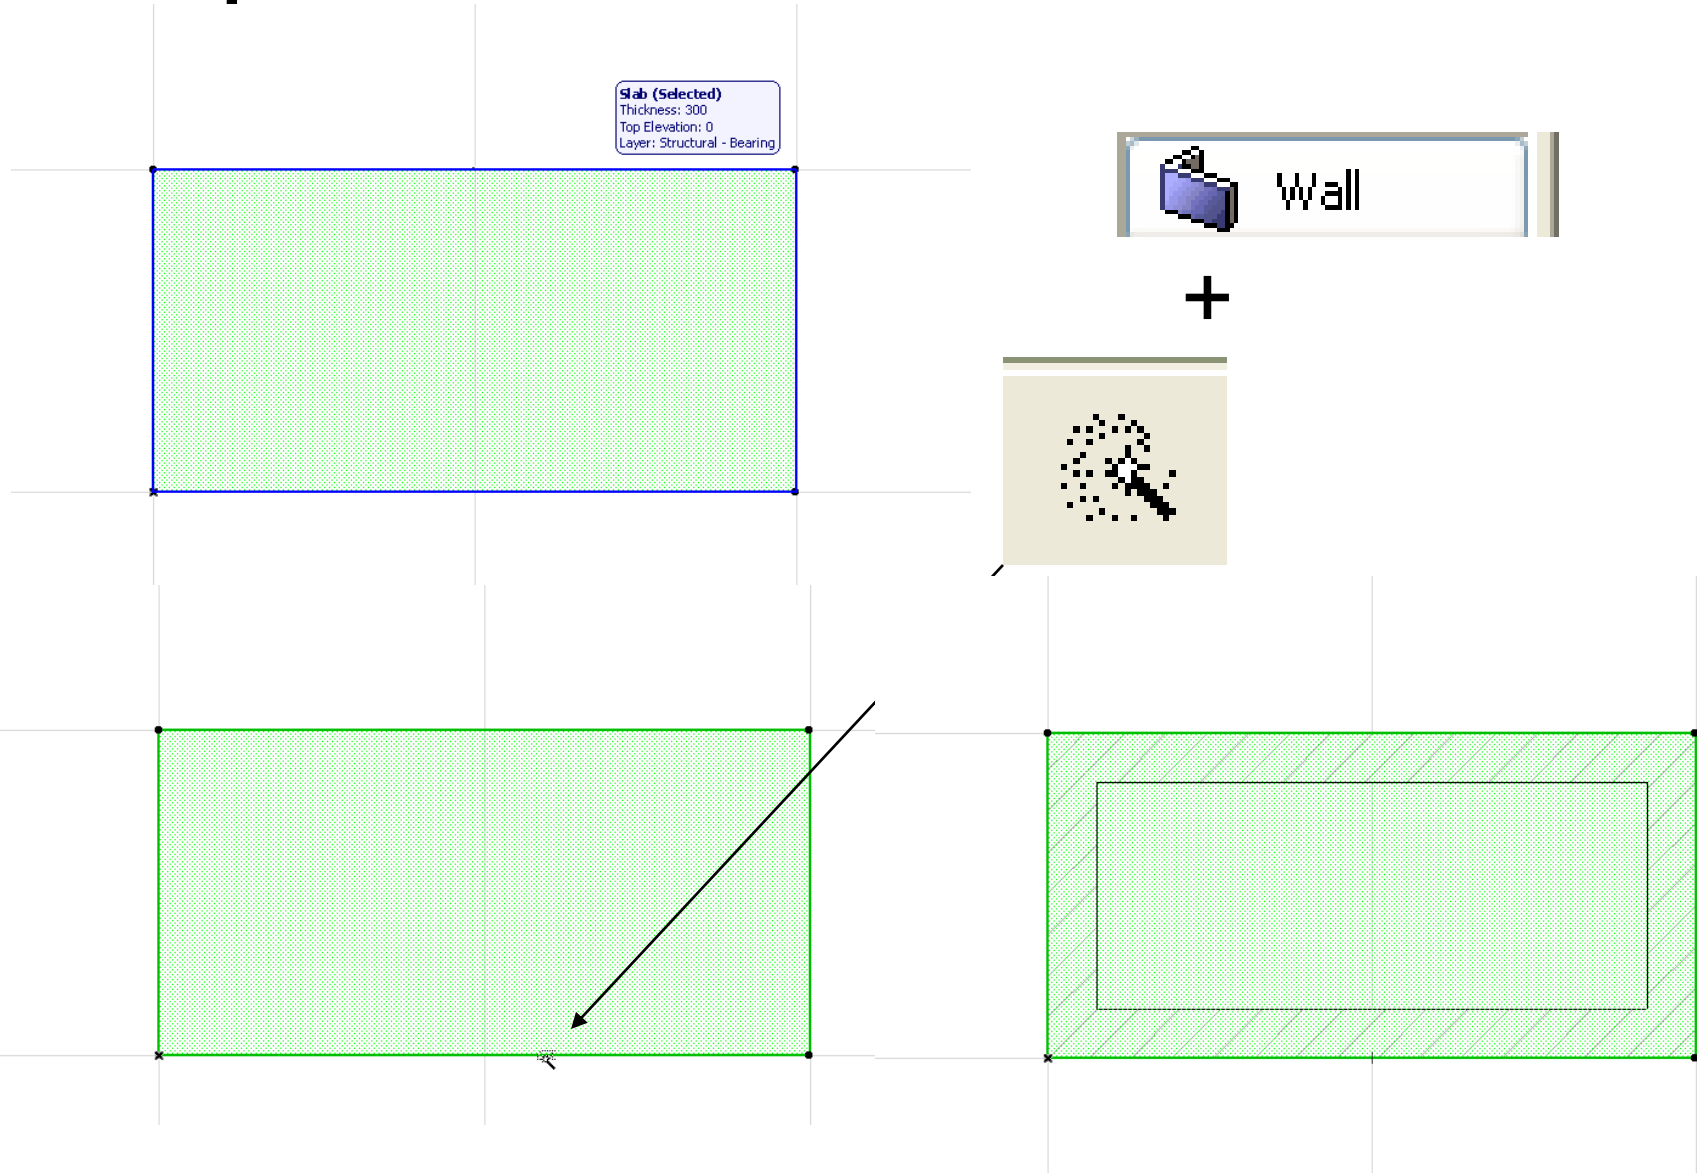 Slab (Selected)
Thickness: 300
Top Elevation: 0
Layer: Structural - Bearing
Wall
+